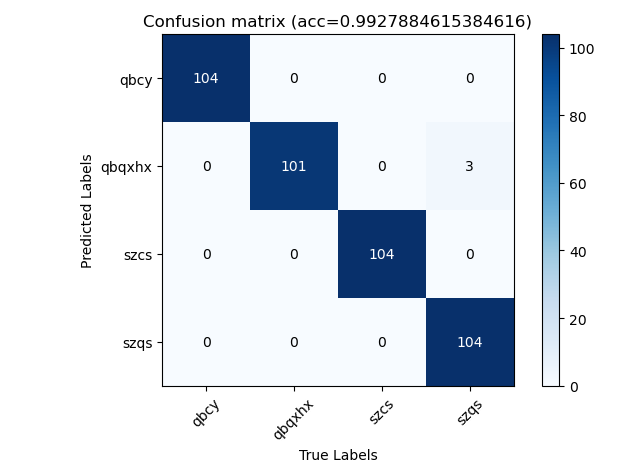 Confusion matrix (acc=0.9927884615384616)
qbcy 104 0 0 0
qbqxhx 0 101 0 3
szcs 0 0 104 0
szqs 0 0 0 104
qbcy qbqxhx szcs szqs
True Labels
Predicted Labels
100
80
60
40
20
0